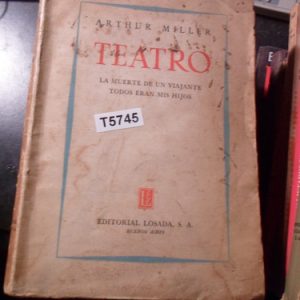 ARTHUR MILLER
TEATRO
LA MUERTE DE UN VIAJANTE
TODOS ERAN MIS HIJOS
T5745
EDITORIAL LOSADA, S. A.
BUENOS AIRES